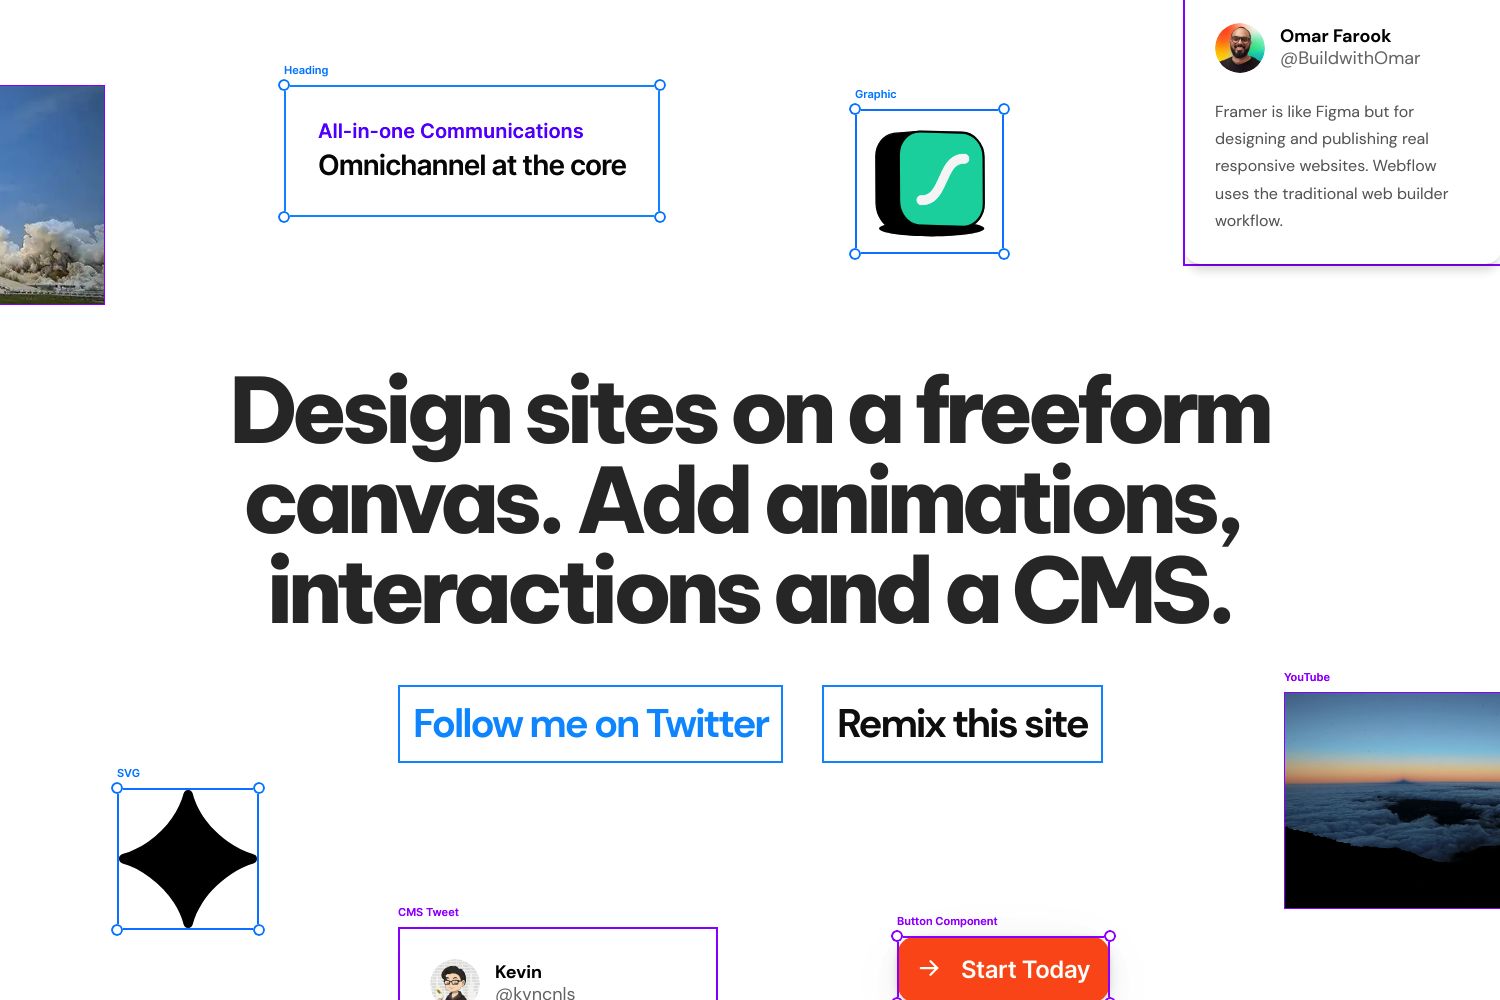 Heading
All-in-one Communications
Omnichannel at the core
Graphic
Omar Farook
@BuildwithOmar
Framer is like Figma but for
designing and publishing real
responsive websites. Webflow
uses the traditional web builder
workflow.
Design sites on a freeform
canvas. Add animations,
interactions and a CMS.
Follow me on Twitter
Remix this site
YouTube
SVG
CMS Tweet
Kevin
@kvncnls
Button Component
→ Start Today